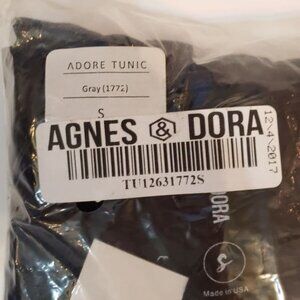 ADORE TUNIC
Gray (1772)
S
AGNES & DORA
12/4/2017
TU12631772S
DORA
S
Made in USA